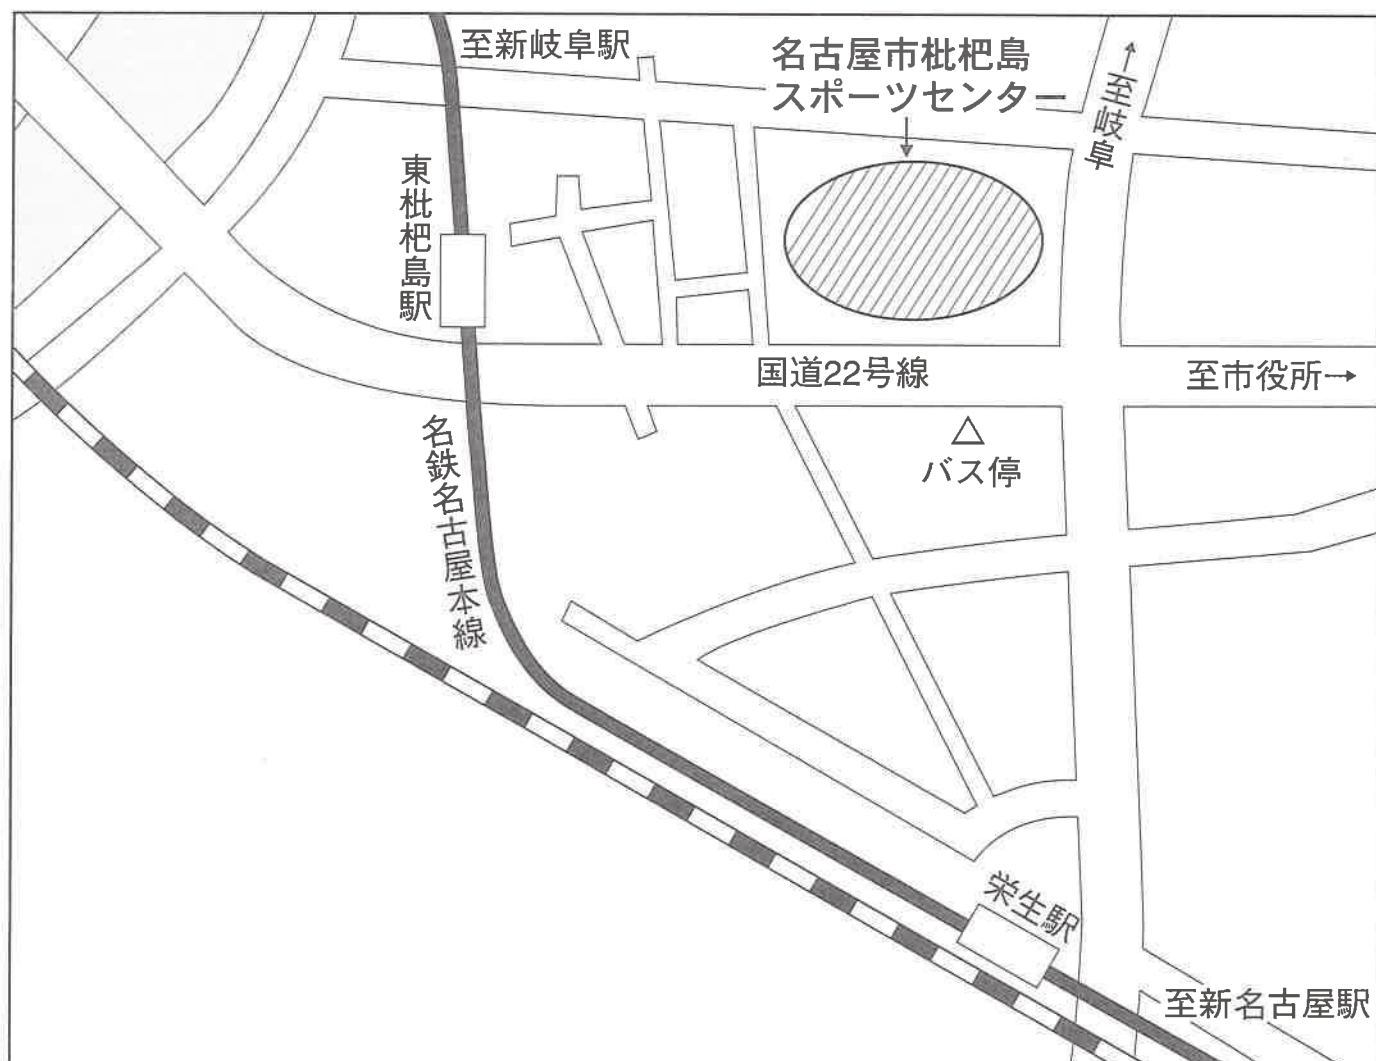 至新岐阜駅
名古屋市枇杷島
スポーツセンター
↑至岐阜
東枇杷島駅
国道22号線
至市役所→
バス停
名鉄名古屋本線
栄生駅
至新名古屋駅